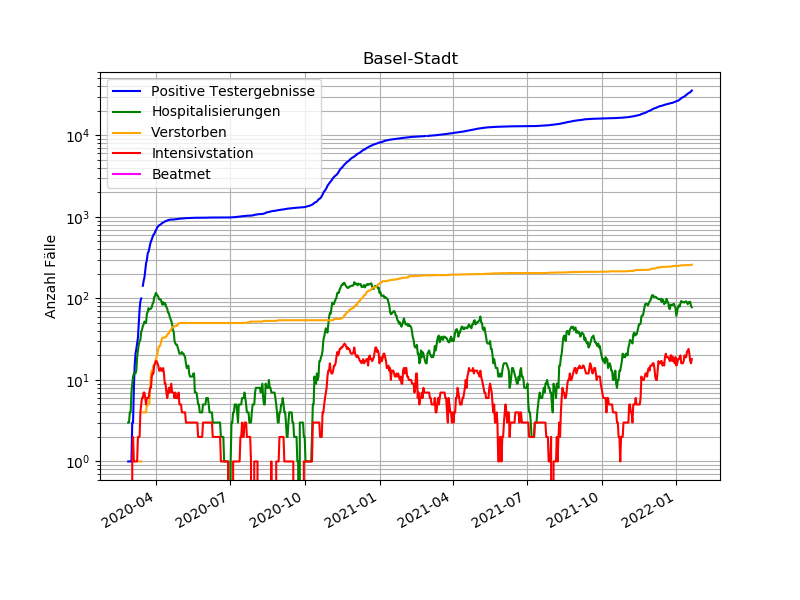 Basel-Stadt
Positive Testergebnisse
Hospitalisierungen
Verstorben
Intensivstation
Beatmet
Anzahl Fälle
10^4
10^3
10^2
10^1
10^0
2020-04 2020-07 2020-10 2021-01 2021-04 2021-07 2021-10 2022-01